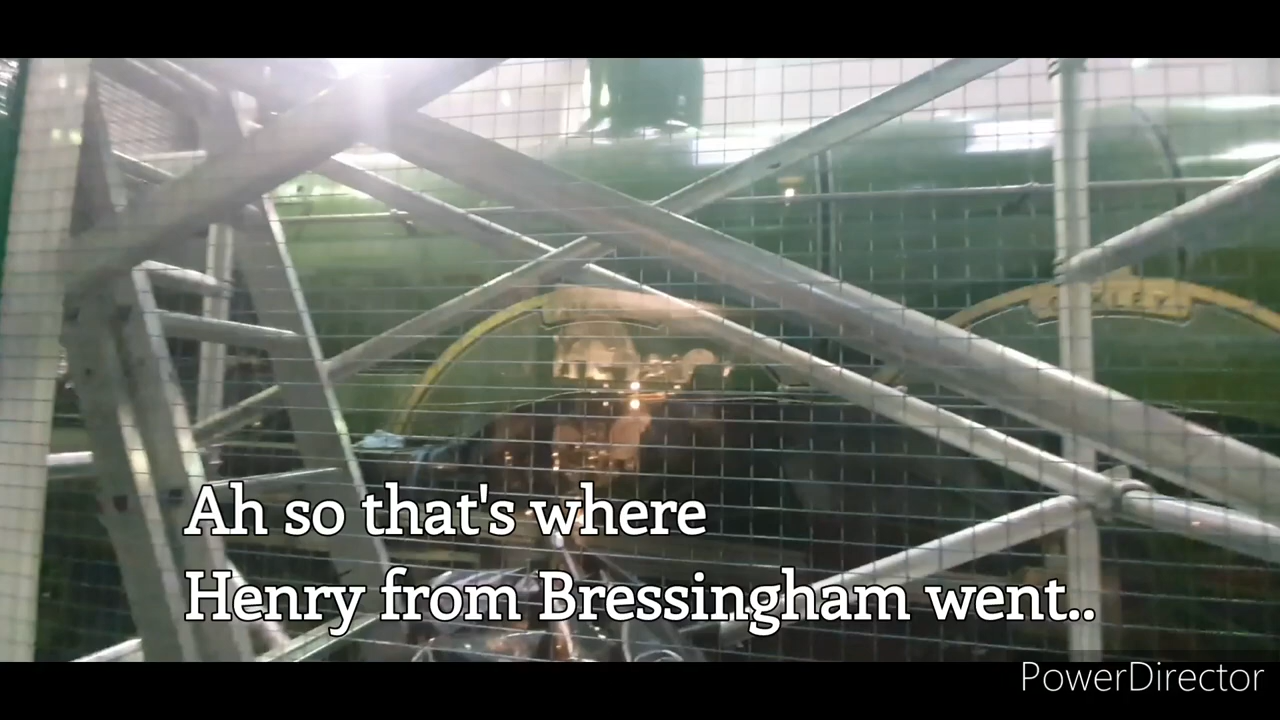 Ah so that's where
Henry from Bressingham went..
PowerDirector